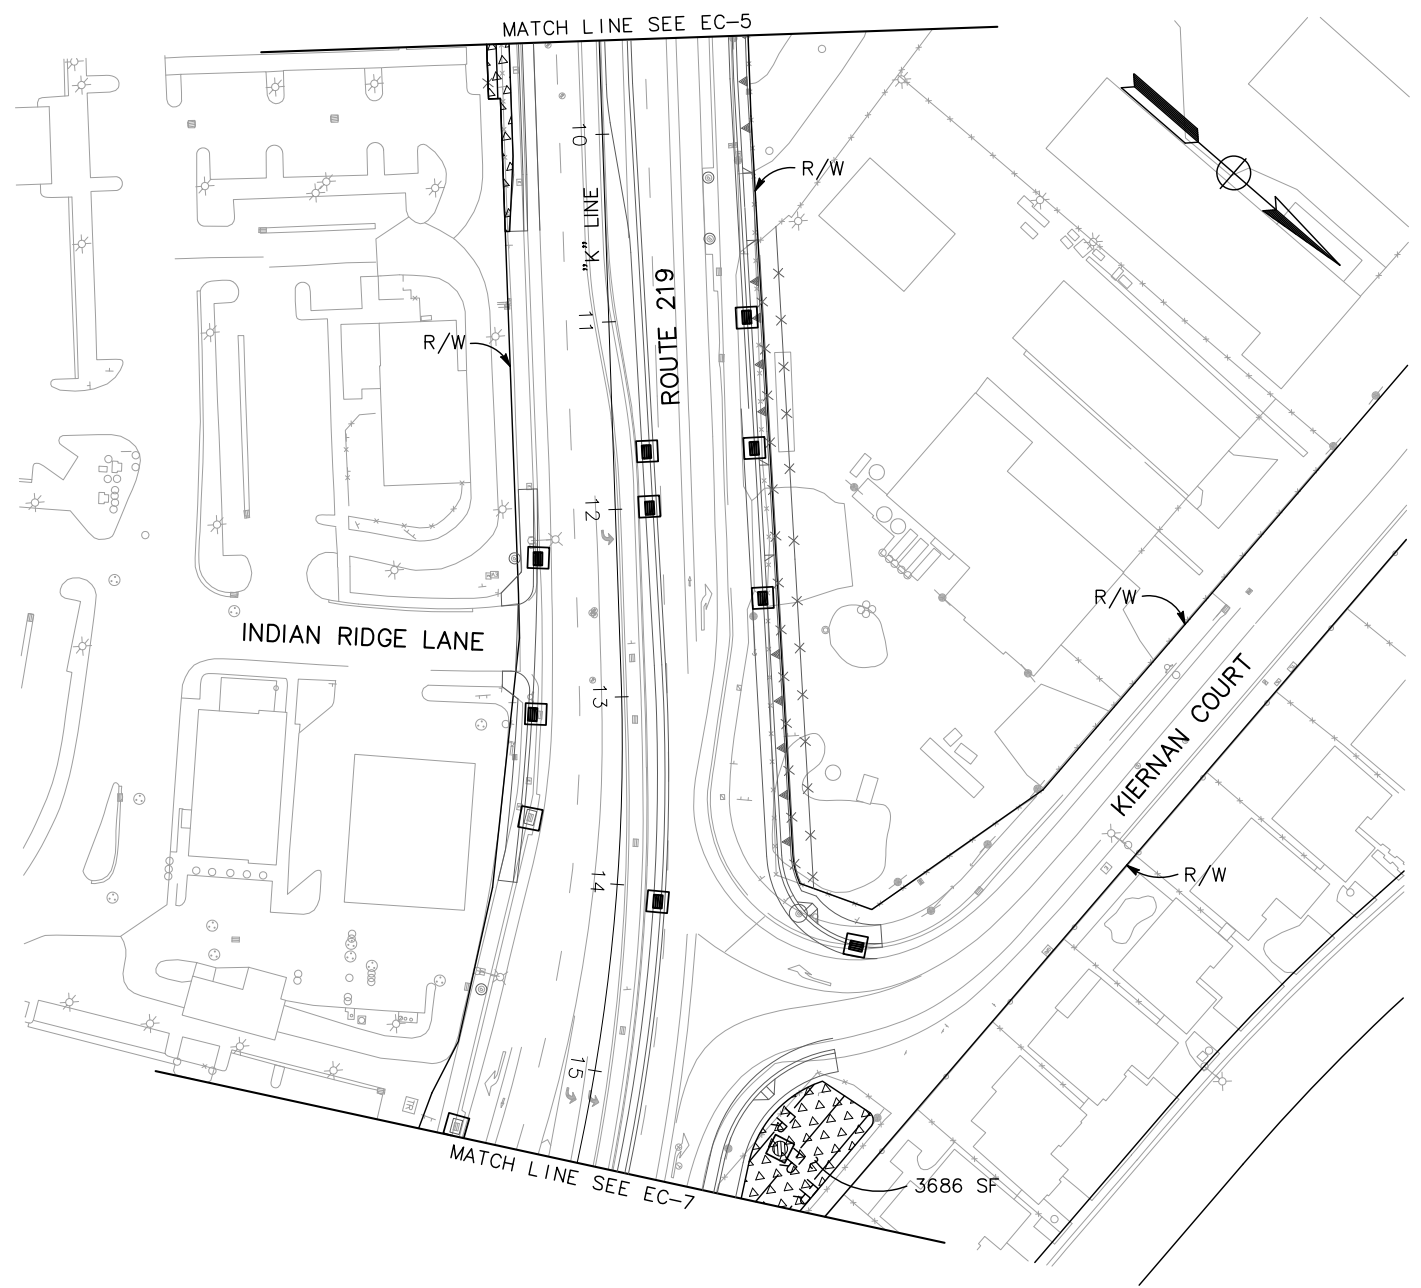 MATCH LINE SEE EC-5
10
R/W
"K" LINE
ROUTE 219
11
R/W
12
R/W
INDIAN RIDGE LANE
13
KIERNAN COURT
14
R/W
15
TR
MATCH LINE SEE EC-7
3686 SF